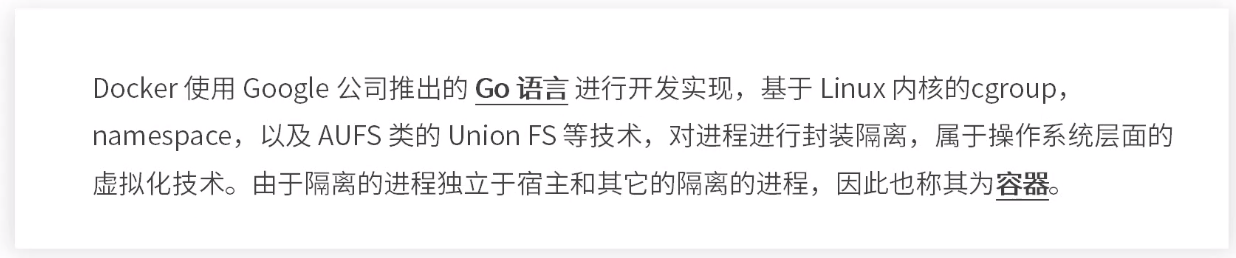 Docker 使用 Google 公司推出的 Go 语言 进行开发实现，基于 Linux 内核的cgroup，
namespace，以及 AUFS 类的 Union FS 等技术，对进程进行封装隔离，属于操作系统层面的
虚拟化技术。由于隔离的进程独立于宿主和其它的隔离的进程，因此也称其为容器。